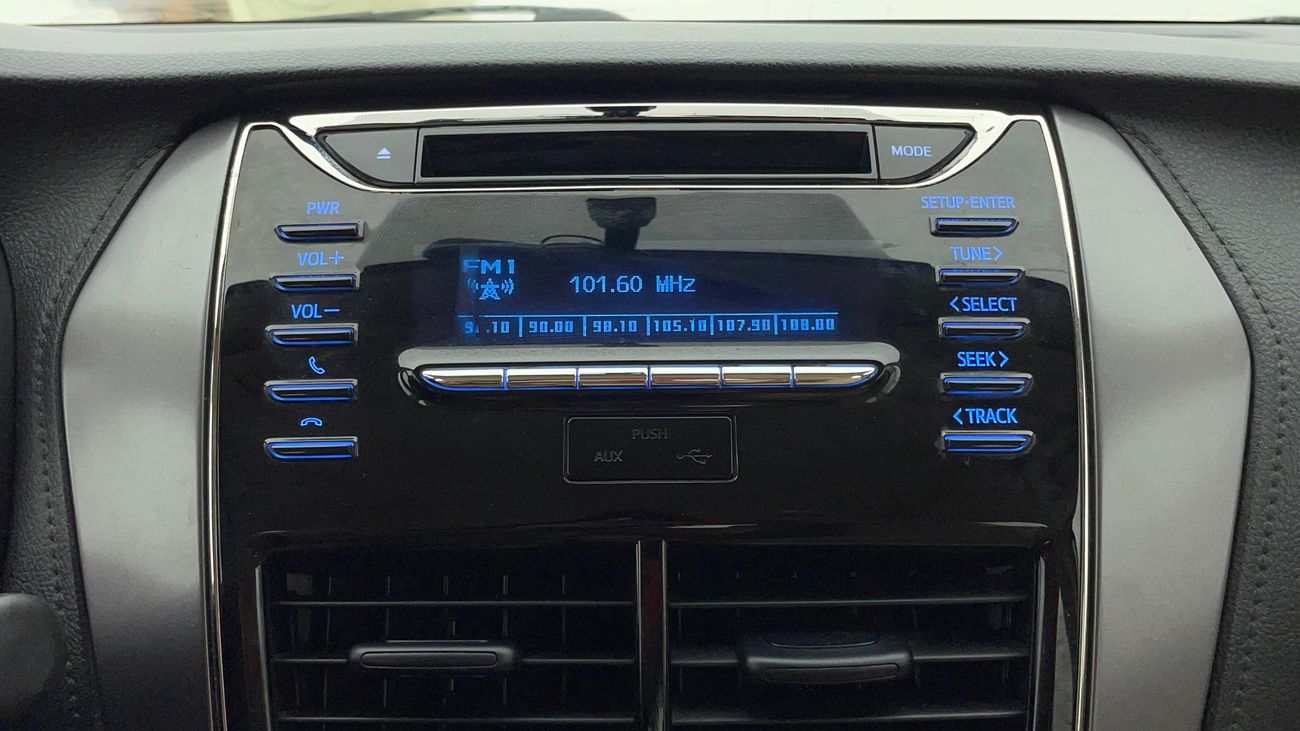 MODE
PWR
SETUP•ENTER
VOL+
TUNE>
FM1
101.60 MHz
VOL−
<SELECT
90.00 98.10 105.10 107.90 108.00
SEEK>
<TRACK
PUSH
AUX